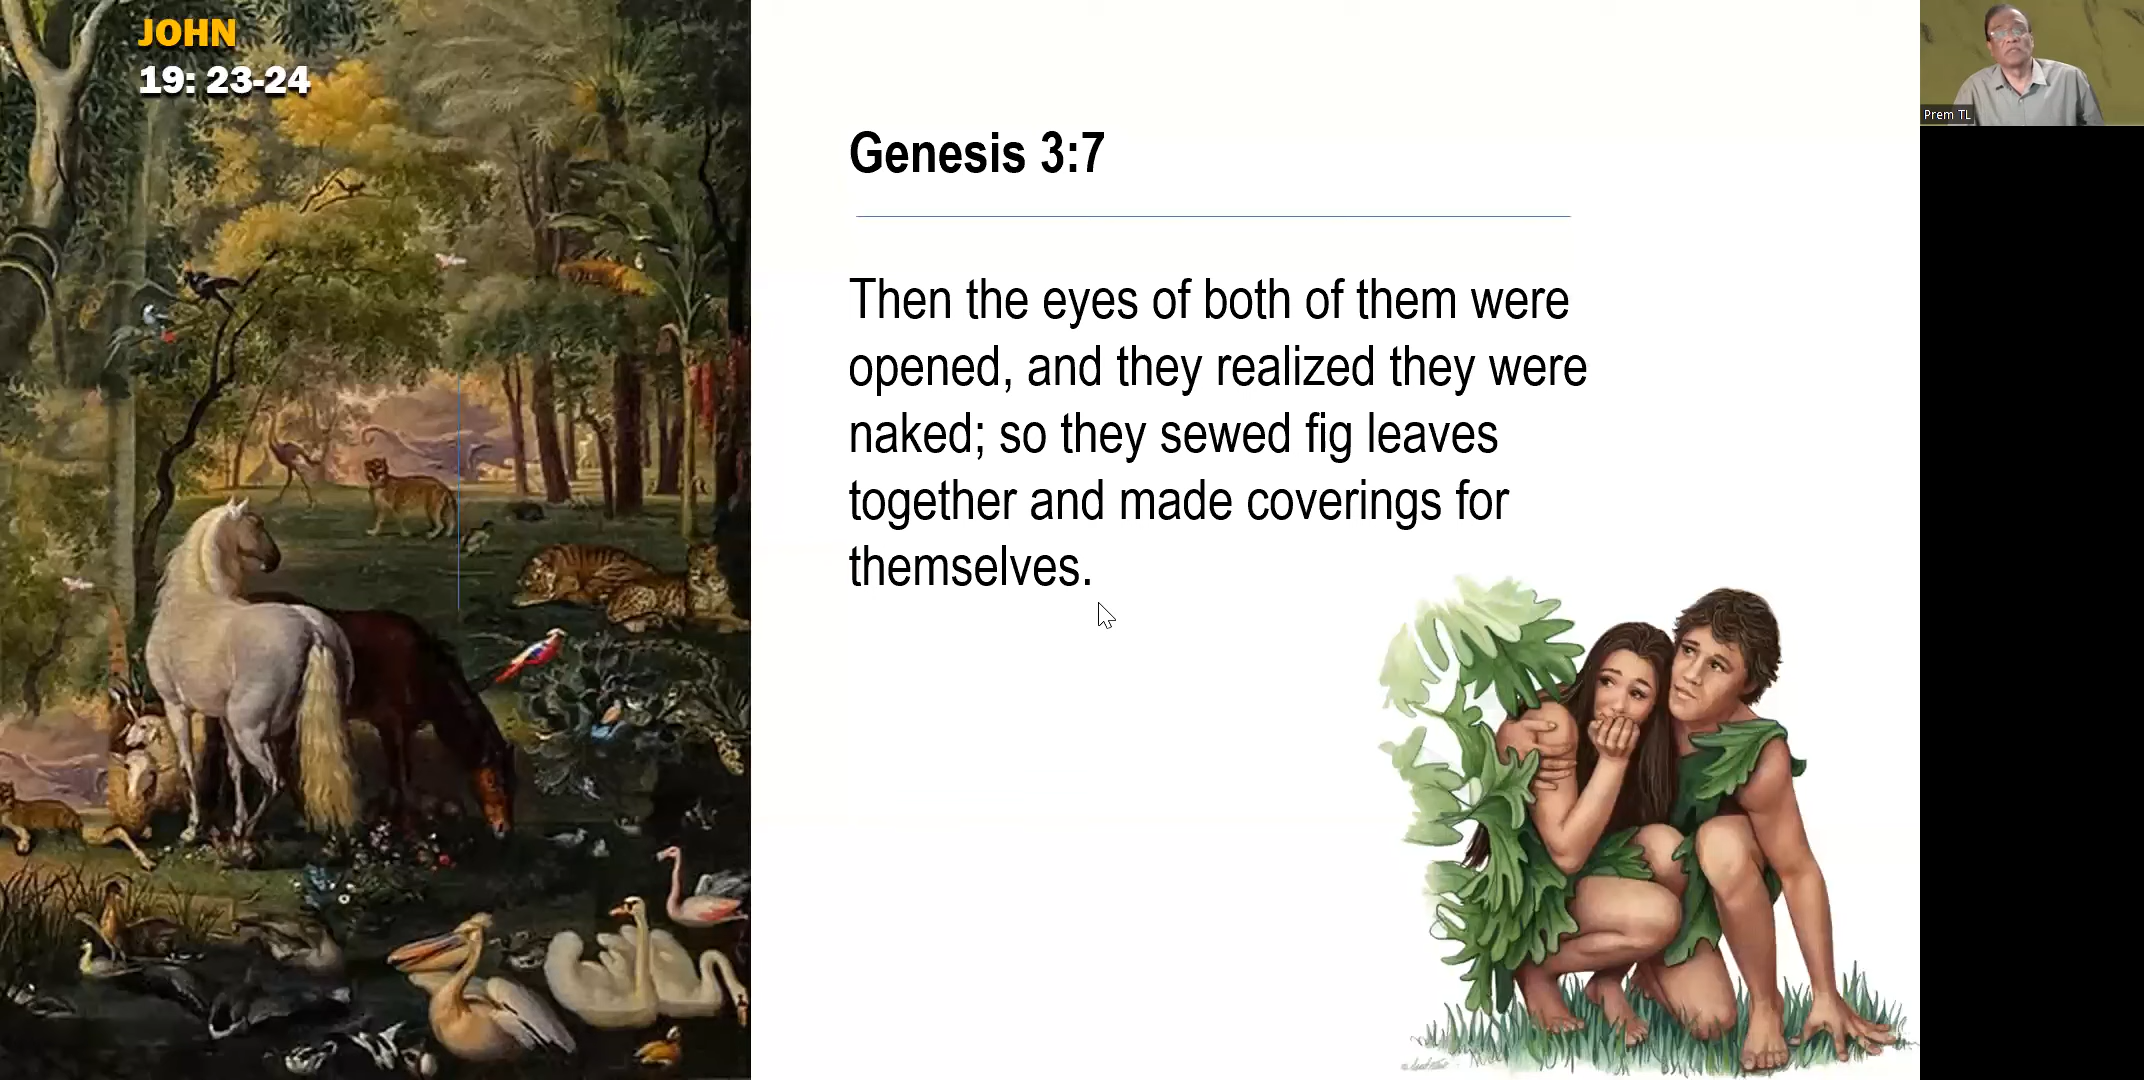 JOHN
19: 23-24
Genesis 3:7
Then the eyes of both of them were
opened, and they realized they were
naked; so they sewed fig leaves
together and made coverings for
themselves.
Prem TL